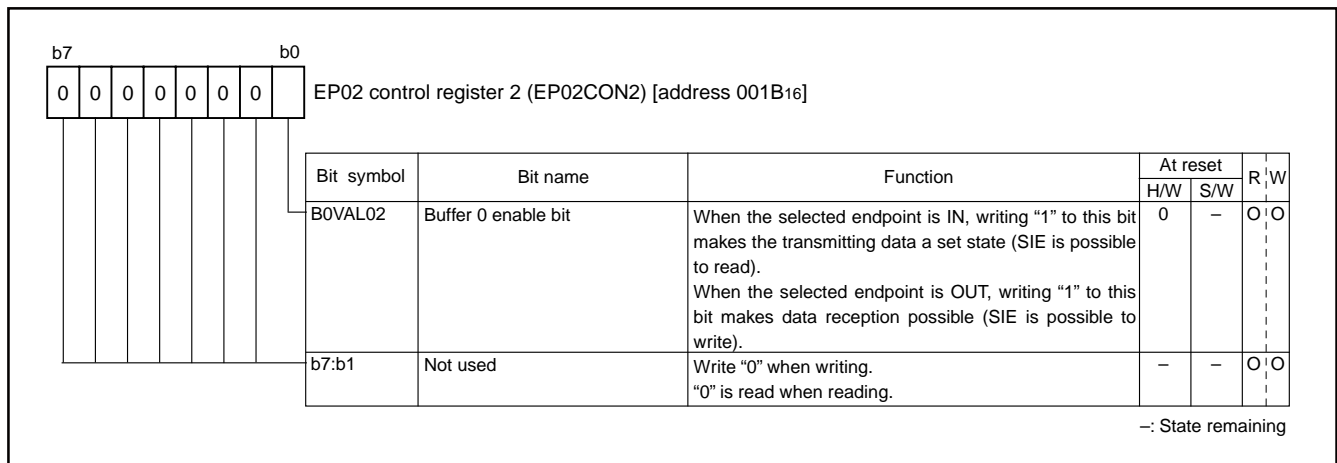 b7 b0
0 0 0 0 0 0 0 EP02 control register 2 (EP02CON2) [address 001B16]
Bit symbol Bit name Function At reset R W
H/W S/W
B0VAL02 Buffer 0 enable bit When the selected endpoint is IN, writing “1” to this bit 0 – O O
makes the transmitting data a set state (SIE is possible
to read).
When the selected endpoint is OUT, writing “1” to this
bit makes data reception possible (SIE is possible to
write).
b7:b1 Not used Write “0” when writing. – – O O
“0” is read when reading.
–: State remaining